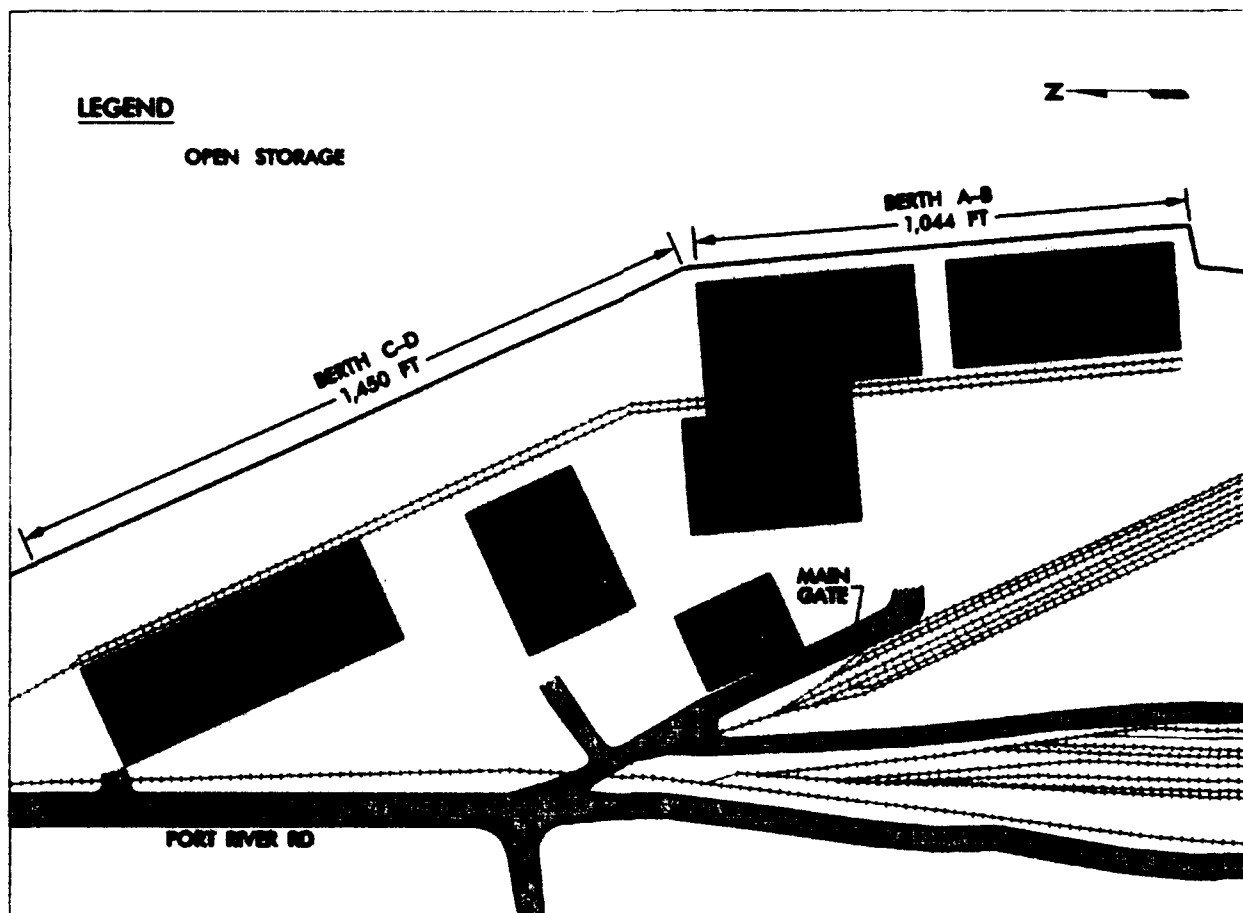 LEGEND
OPEN STORAGE
N
BERTH A-B
1,044 FT
BERTH C-D
1,450 FT
MAIN
GATE
PORT RIVER RD